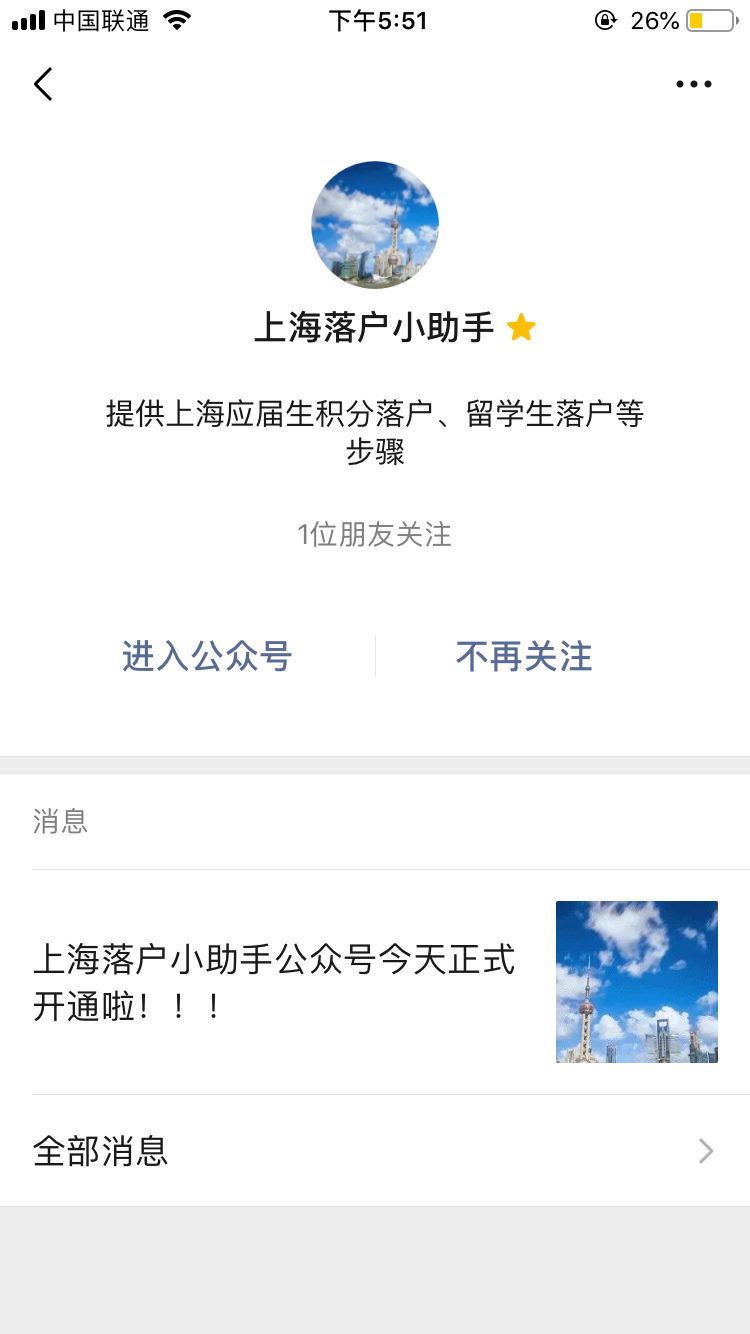 中国联通
下午5:51
26%
上海落户小助手
提供上海应届生积分落户、留学生落户等
步骤
1位朋友关注
进入公众号
不再关注
消息
上海落户小助手公众号今天正式
开通啦！！！
全部消息